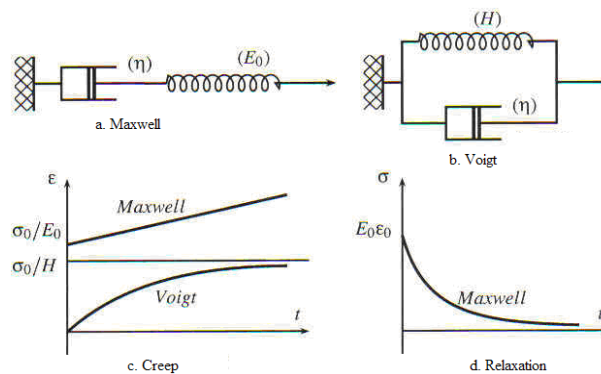 (η)
(E₀)
a. Maxwell
(H)
(η)
b. Voigt
ε
Maxwell
σ₀/E₀
σ₀/H
Voigt
t
c. Creep
σ
E₀ε₀
Maxwell
t
d. Relaxation